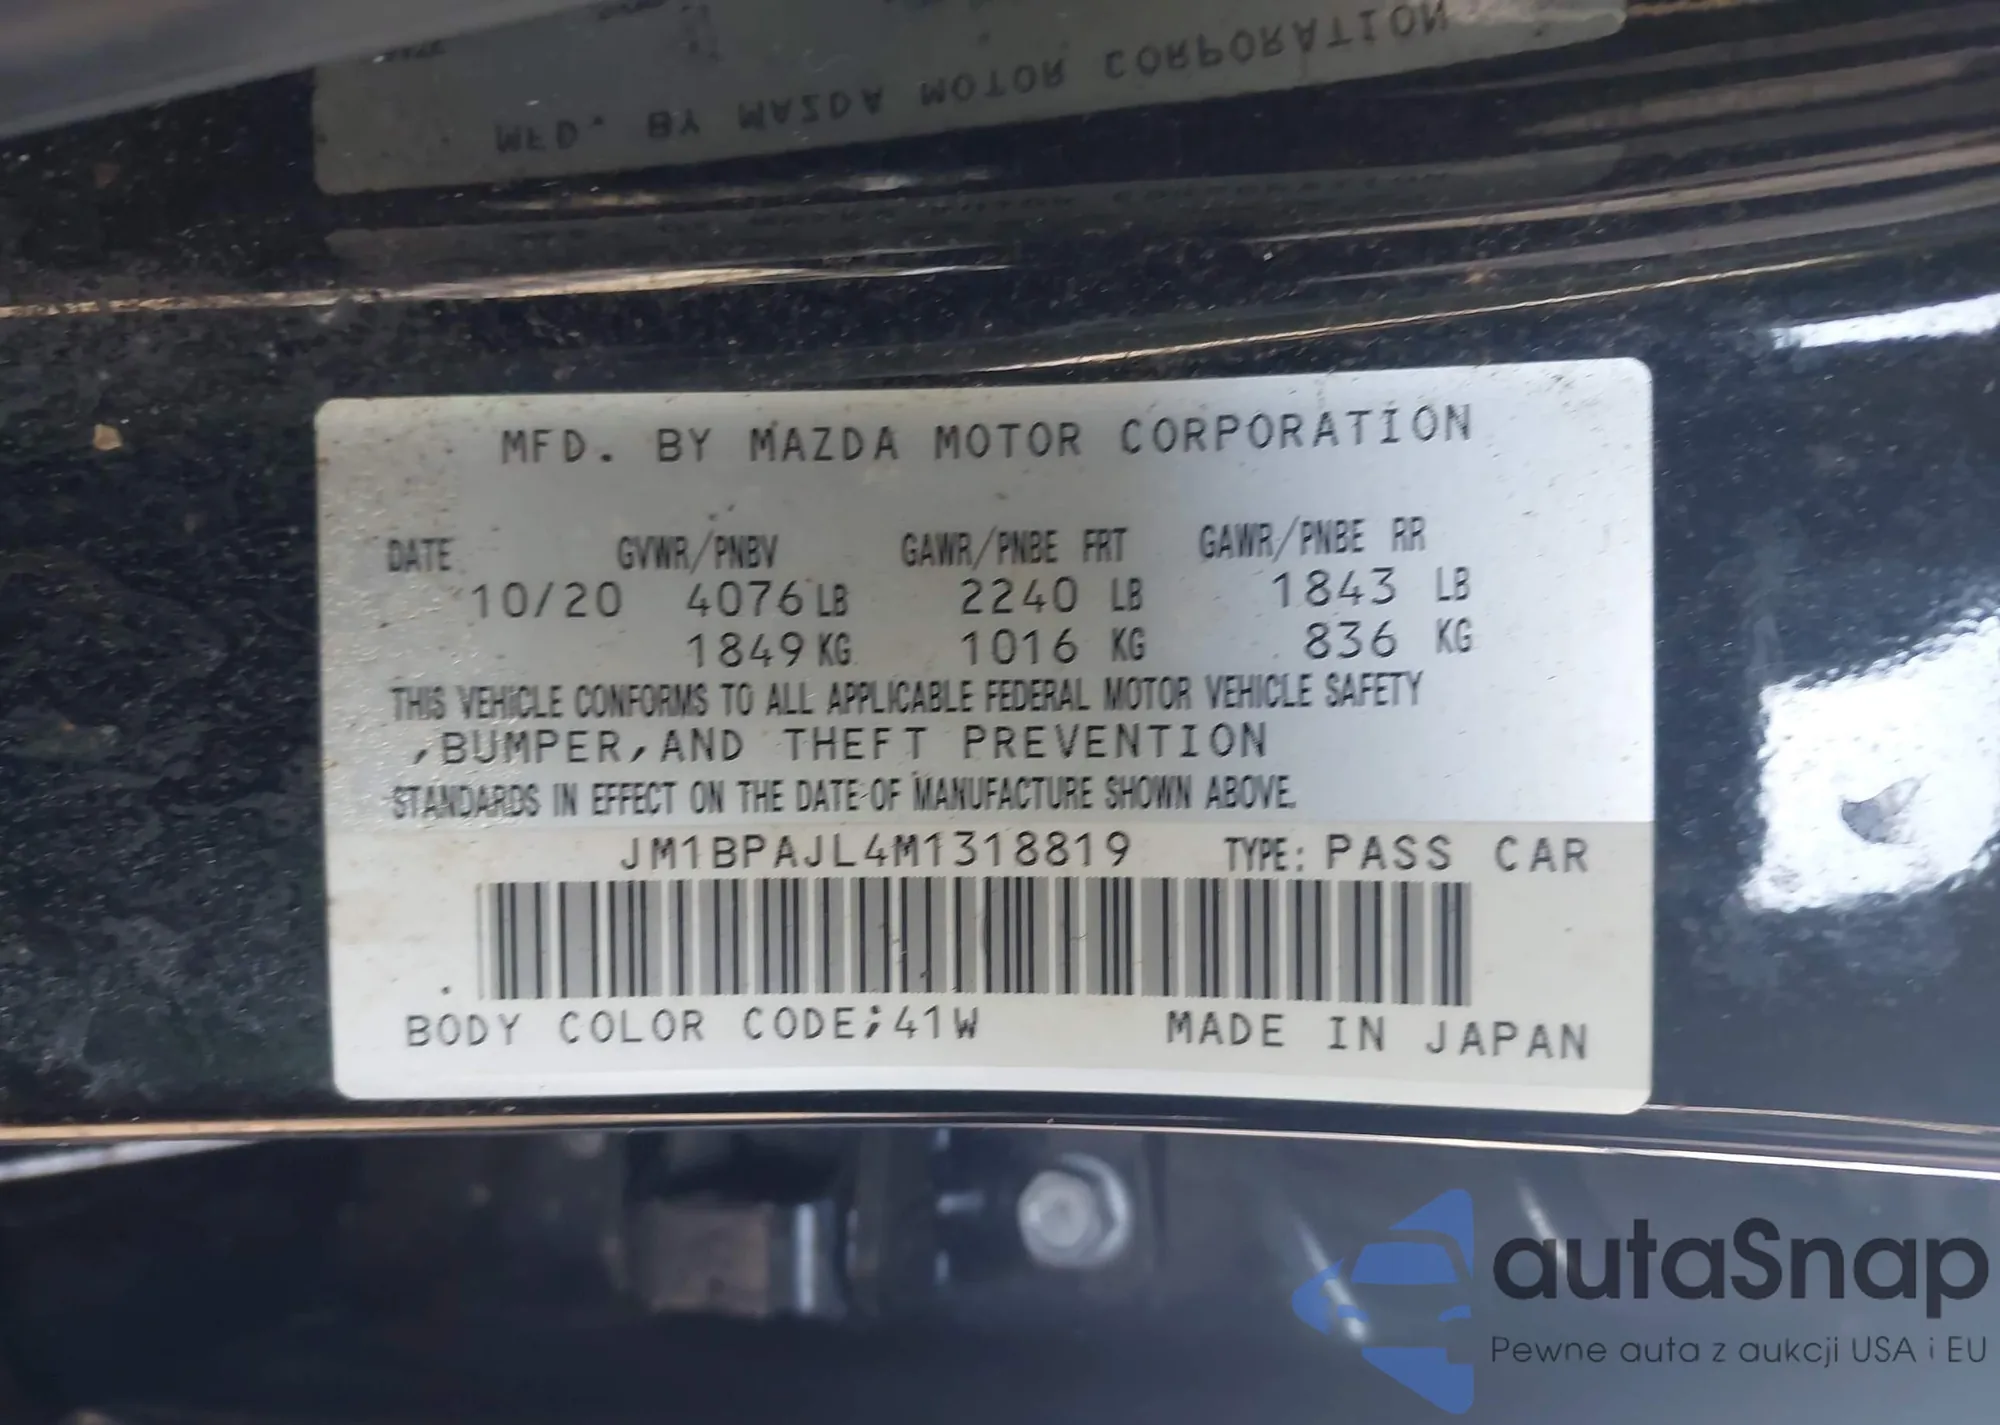 MFD. BY MAZDA MOTOR CORPORATION
MFD. BY MAZDA MOTOR CORPORATION
DATE GVWR/PNBV GAWR/PNBE FRT GAWR/PNBE RR
10/20 4076 LB 2240 LB 1843 LB
1849 KG 1016 KG 836 KG
THIS VEHICLE CONFORMS TO ALL APPLICABLE FEDERAL MOTOR VEHICLE SAFETY
,BUMPER,AND THEFT PREVENTION
STANDARDS IN EFFECT ON THE DATE OF MANUFACTURE SHOWN ABOVE.
JM1BPAJL4M1318819 TYPE: PASS CAR
BODY COLOR CODE;41W MADE IN JAPAN
autaSnap
Pewne auta z aukcji USA i EU